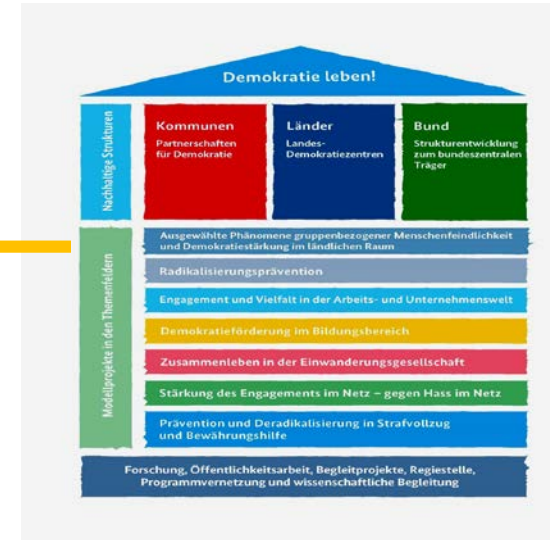 Demokratie leben!
Nachhaltige Strukturen
Kommunen
Partnerschaften
für Demokratie
Länder
Landes-
Demokratiezentren
Bund
Strukturentwicklung
zum bundeszentralen
Träger
Modellprojekte in den Themenfeldern
Ausgewählte Phänomene gruppenbezogener Menschenfeindlichkeit
und Demokratiestärkung im ländlichen Raum
Radikalisierungsprävention
Engagement und Vielfalt in der Arbeits- und Unternehmenswelt
Demokratieförderung im Bildungsbereich
Zusammenleben in der Einwanderungsgesellschaft
Stärkung des Engagements im Netz – gegen Hass im Netz
Prävention und Deradikalisierung in Strafvollzug
und Bewährungshilfe
Forschung, Öffentlichkeitsarbeit, Begleitprojekte, Regiestelle,
Programmvernetzung und wissenschaftliche Begleitung